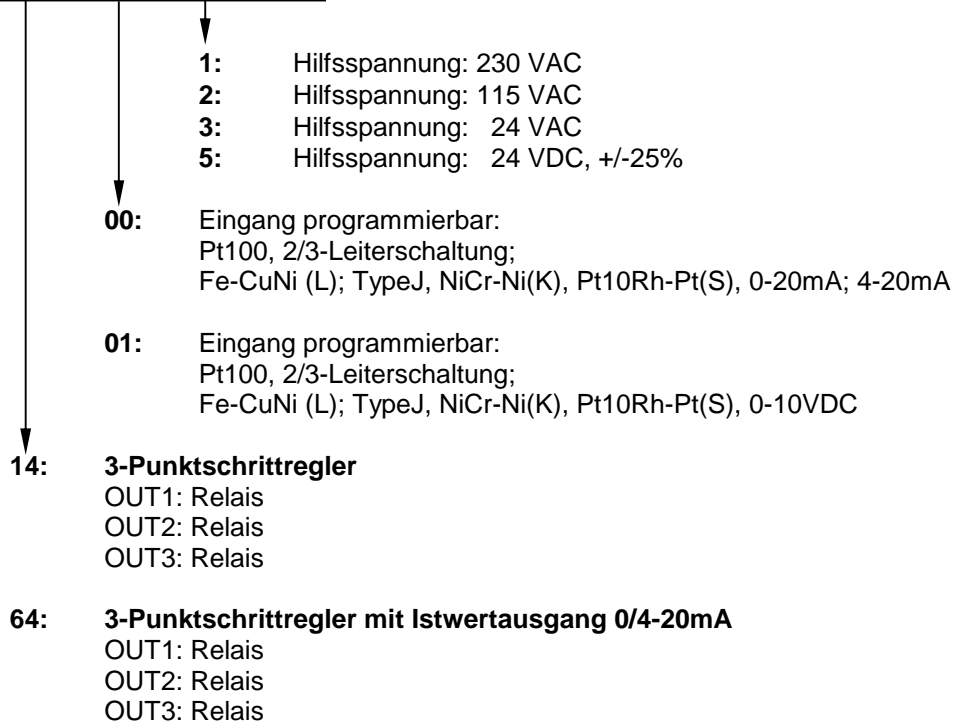 1: Hilfsspannung: 230 VAC
2: Hilfsspannung: 115 VAC
3: Hilfsspannung: 24 VAC
5: Hilfsspannung: 24 VDC, +/-25%
00: Eingang programmierbar:
Pt100, 2/3-Leiterschaltung;
Fe-CuNi (L); TypeJ, NiCr-Ni(K), Pt10Rh-Pt(S), 0-20mA; 4-20mA
01: Eingang programmierbar:
Pt100, 2/3-Leiterschaltung;
Fe-CuNi (L); TypeJ, NiCr-Ni(K), Pt10Rh-Pt(S), 0-10VDC
14: 3-Punktschrittregler
OUT1: Relais
OUT2: Relais
OUT3: Relais
64: 3-Punktschrittregler mit Istwertausgang 0/4-20mA
OUT1: Relais
OUT2: Relais
OUT3: Relais